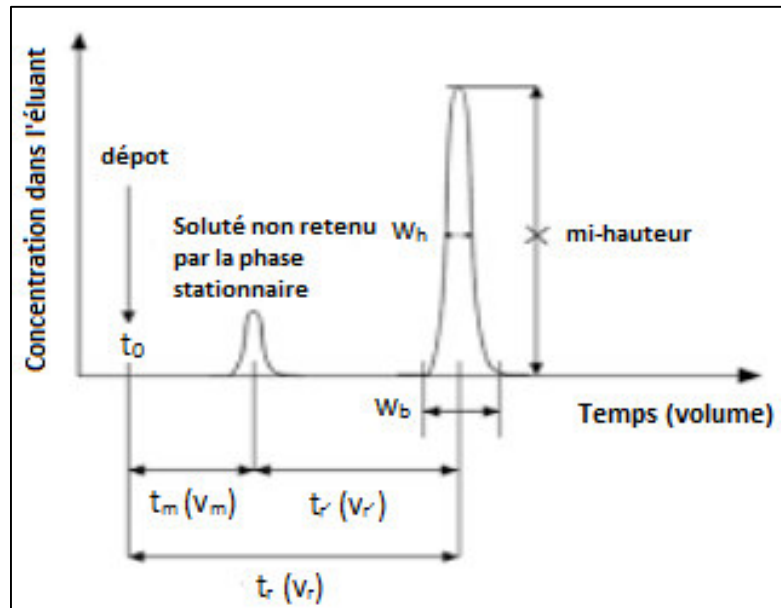 Concentration dans l'éluant
dépot
Soluté non retenu
par la phase
stationnaire
t₀
Wₕ
mi-hauteur
W_b
Temps (volume)
tₘ (vₘ)
tᵣ' (vᵣ')
tᵣ (vᵣ)